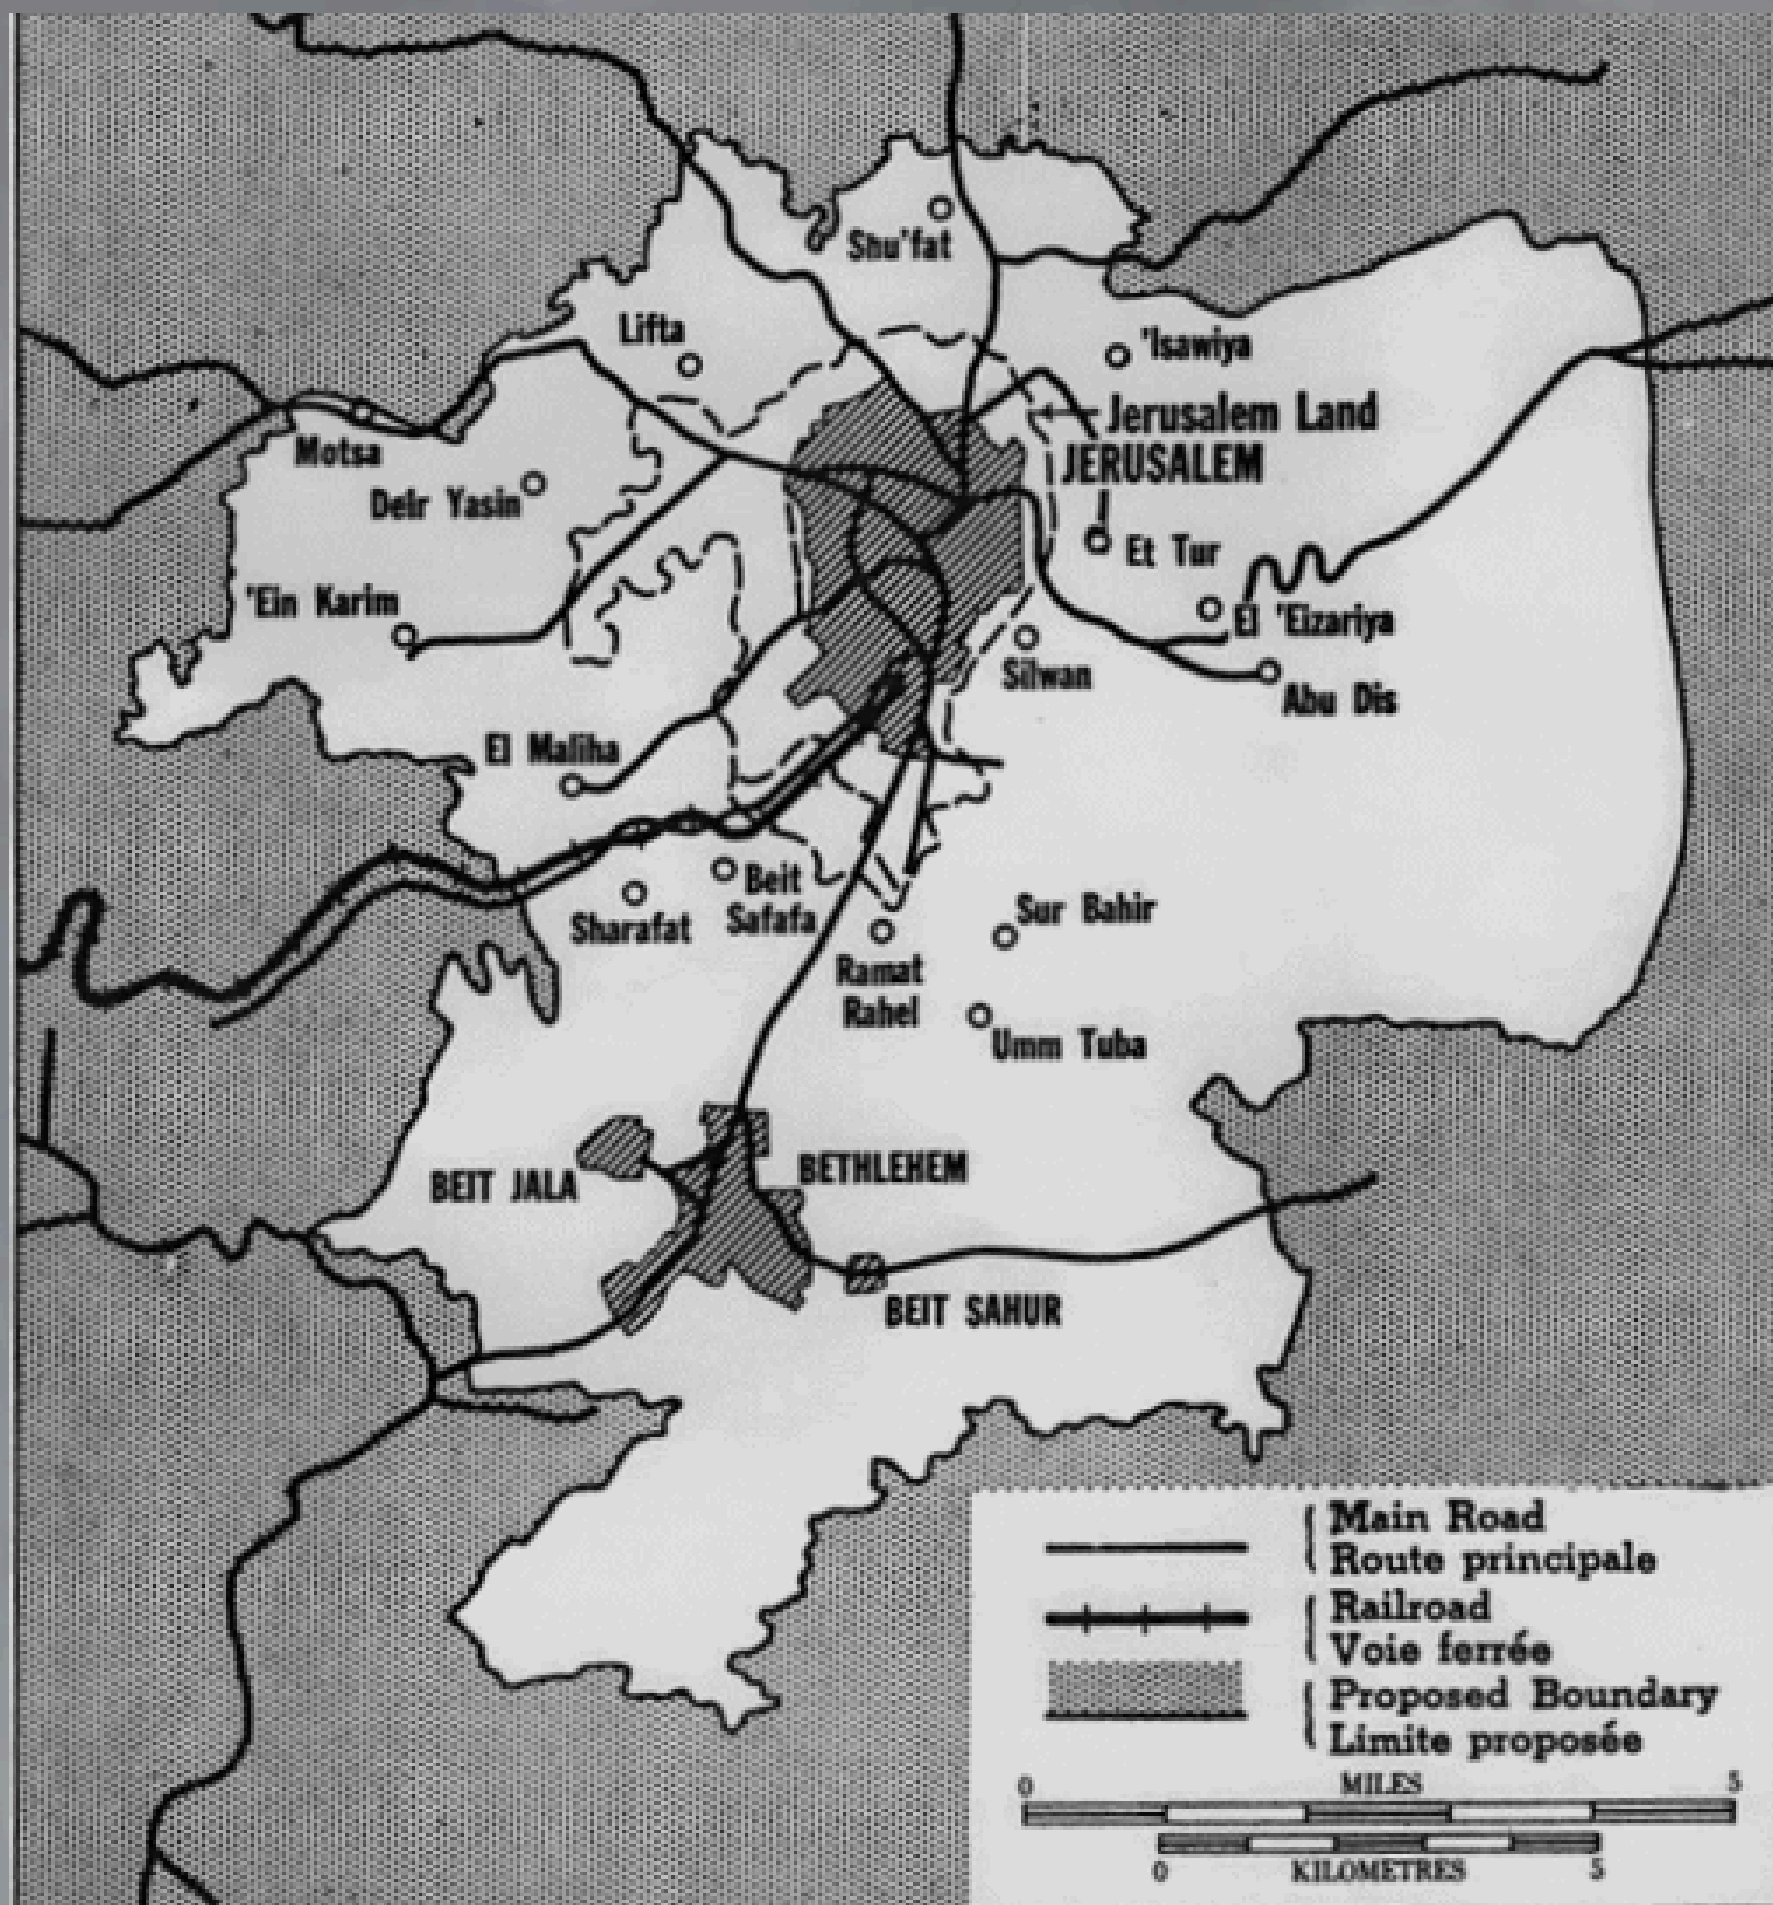 Shu'fat
Lifta
'Isawiya
Jerusalem Land
JERUSALEM
Motsa
Deir Yasin
Et Tur
'Ein Karim
El 'Eizariya
Silwan
Abu Dis
El Maliha
Beit
Safafa
Sharafat
Sur Bahir
Ramat
Rahel
Umm Tuba
BEIT JALA
BETHLEHEM
BEIT SAHUR
Main Road
Route principale
Railroad
Voie ferrée
Proposed Boundary
Limite proposée
0 MILES 5
0 KILOMETRES 5